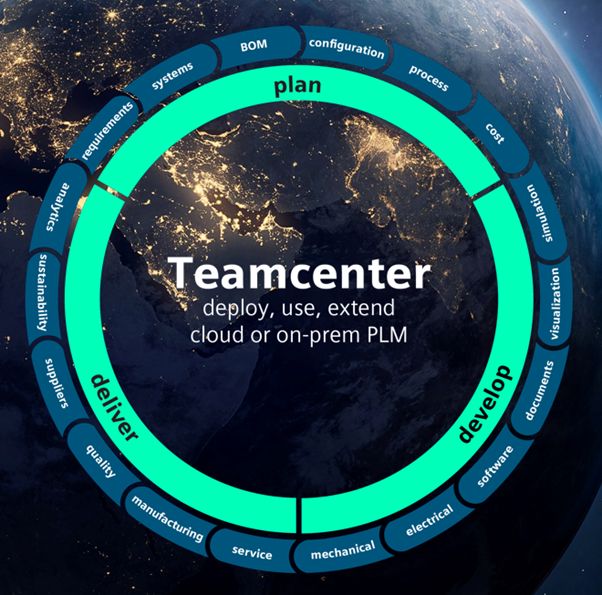 BOM
configuration
process
cost
simulation
visualization
documents
software
electrical
mechanical
service
manufacturing
quality
suppliers
sustainability
analytics
requirements
systems
plan
develop
deliver
Teamcenter
deploy, use, extend
cloud or on-prem PLM